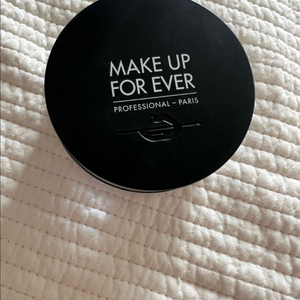 MAKE UP
FOR EVER
PROFESSIONAL – PARIS